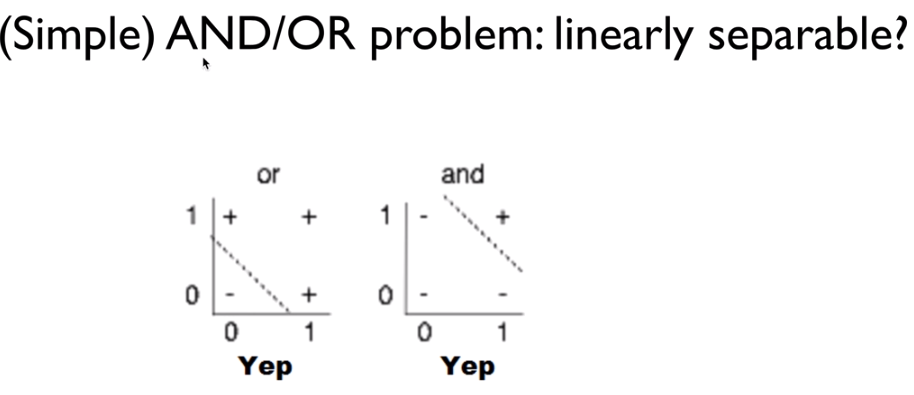 (Simple) AND/OR problem: linearly separable?
or
and
1 + +
1 - +
0 - +
0 - -
0 1
0 1
Yep
Yep